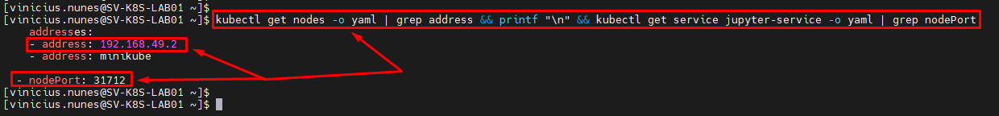 [vinicius.nunes@SV-K8S-LAB01 ~]$
[vinicius.nunes@SV-K8S-LAB01 ~]$ kubectl get nodes -o yaml | grep address && printf "\n" && kubectl get service jupyter-service -o yaml | grep nodePort
addresses:
- address: 192.168.49.2
- address: minikube
- nodePort: 31712
[vinicius.nunes@SV-K8S-LAB01 ~]$
[vinicius.nunes@SV-K8S-LAB01 ~]$